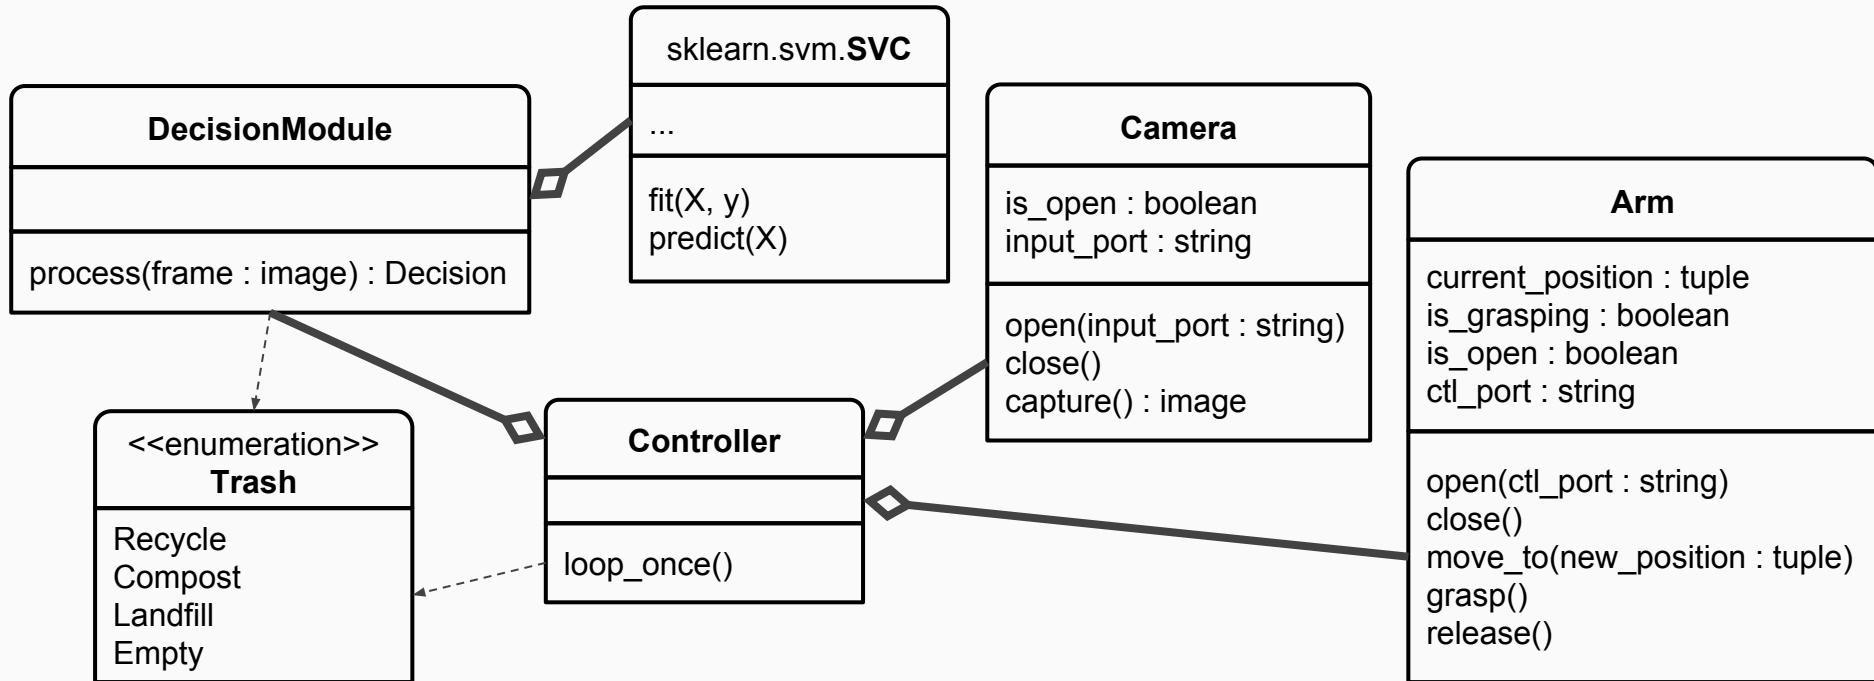 sklearn.svm.SVC
...
fit(X, y)
predict(X)
DecisionModule
process(frame : image) : Decision
Camera
is_open : boolean
input_port : string
open(input_port : string)
close()
capture() : image
Arm
current_position : tuple
is_grasping : boolean
is_open : boolean
ctl_port : string
open(ctl_port : string)
close()
move_to(new_position : tuple)
grasp()
release()
<<enumeration>>
Trash
Recycle
Compost
Landfill
Empty
Controller
loop_once()